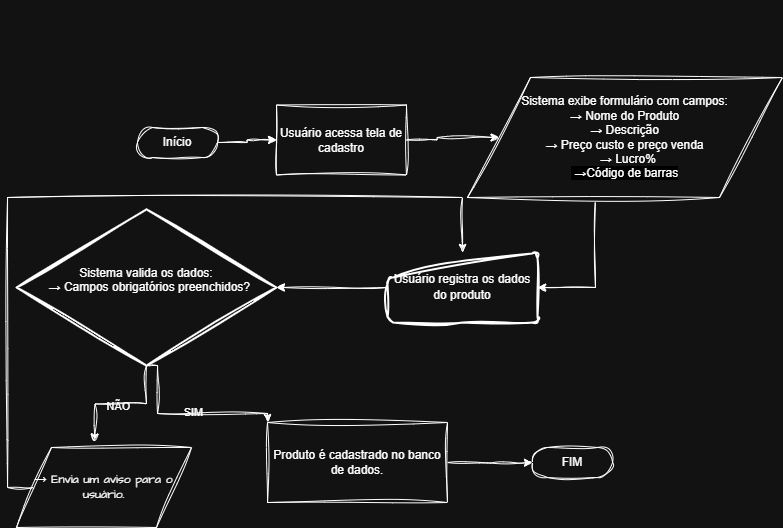 Início
Usuário acessa tela de
cadastro
Sistema exibe formulário com campos:
→ Nome do Produto
→ Descrição
→ Preço custo e preço venda
→ Lucro%
→Código de barras
Usuário registra os dados
do produto
Sistema valida os dados:
→ Campos obrigatórios preenchidos?
NÃO
SIM
→ Envia um aviso para o
usuário.
Produto é cadastrado no banco
de dados.
FIM